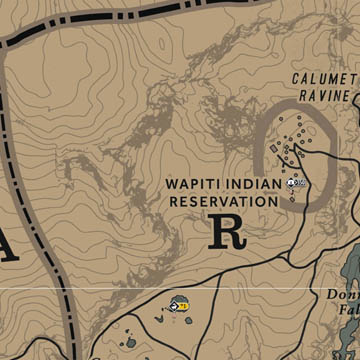 CALUMET
RAVINE
WAPITI INDIAN
RESERVATION
A
R
Don
Fal